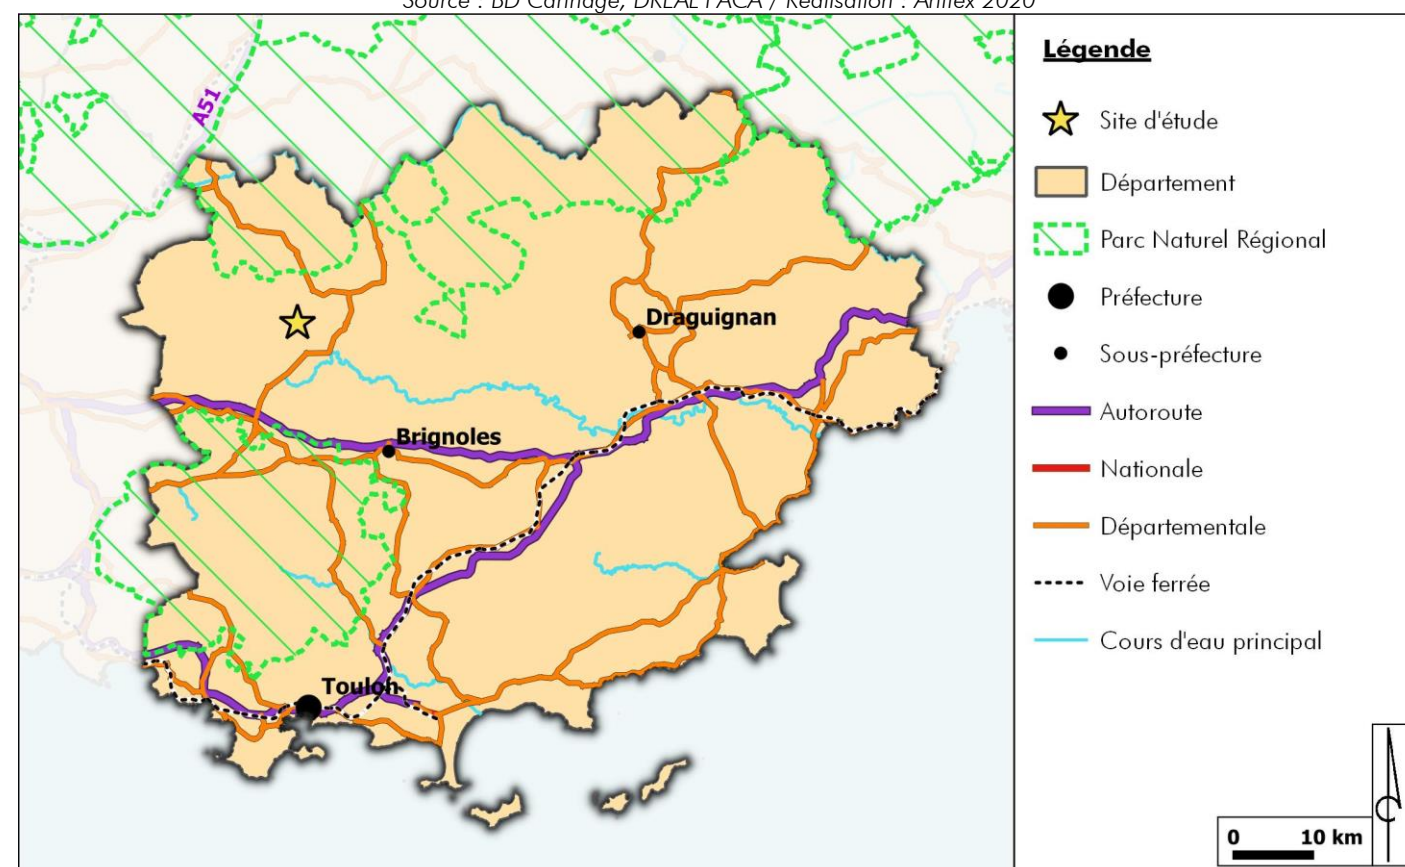 Source : BD Carthage, DREAL PACA / Réalisation : Artifex 2020
A51
Draguignan
Brignoles
Toulon
Légende
Site d'étude
Département
Parc Naturel Régional
Préfecture
Sous-préfecture
Autoroute
Nationale
Départementale
Voie ferrée
Cours d'eau principal
0 10 km